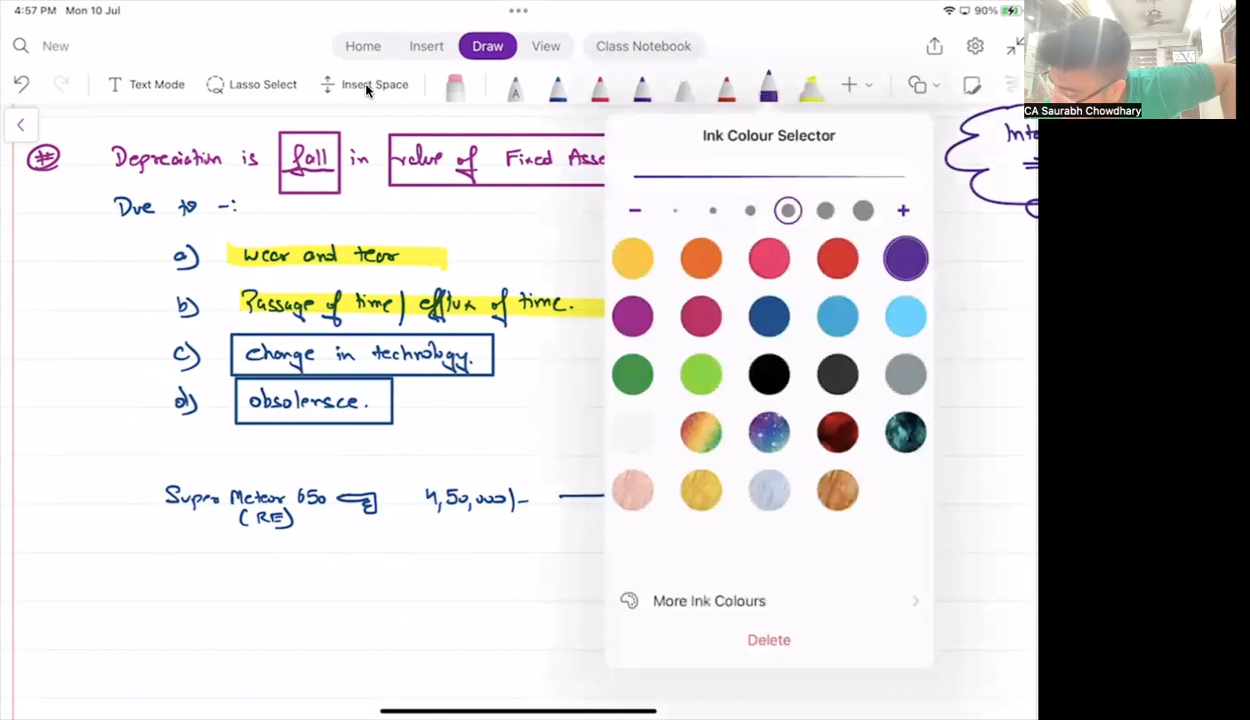 4:57 PM Mon 10 Jul
90%
New
Home Insert Draw View Class Notebook
Text Mode Lasso Select Insert Space
CA Saurabh Chowdhary
Depreciation is fall in value of Fixed Asse
Due to -:
a) wear and tear
b) Passage of time/ efflux of time.
c) change in technology.
d) obsolersce.
Supro Meteor 650 4,50,000/-
(RE)
Inte
Ink Colour Selector
More Ink Colours
Delete